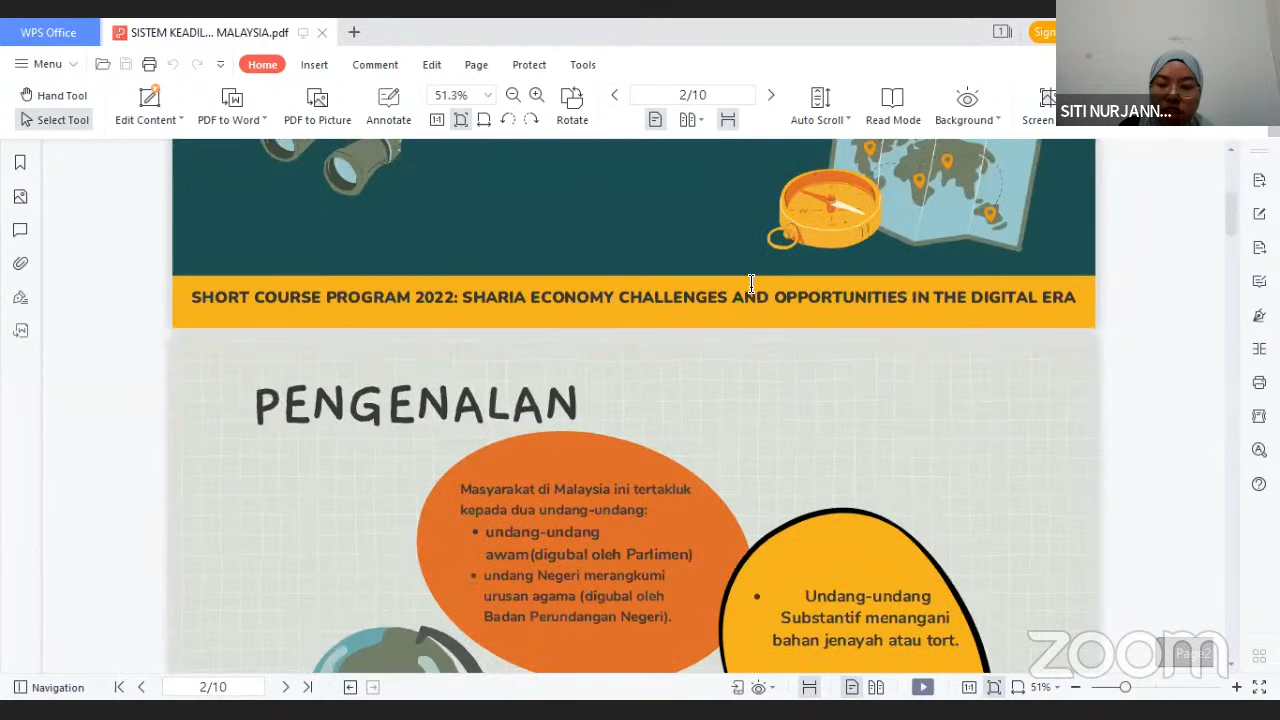 WPS Office
SISTEM KEADIL... MALAYSIA.pdf
1
Sign
Menu
Home
Insert
Comment
Edit
Page
Protect
Tools
Hand Tool
Select Tool
Edit Content
PDF to Word
PDF to Picture
Annotate
51.3%
Rotate
2/10
Auto Scroll
Read Mode
Background
Screen
SITI NURJANN...
SHORT COURSE PROGRAM 2022: SHARIA ECONOMY CHALLENGES AND OPPORTUNITIES IN THE DIGITAL ERA
PENGENALAN
Masyarakat di Malaysia ini tertakluk
kepada dua undang-undang:
• undang-undang
awam(digubal oleh Parlimen)
• undang Negeri merangkumi
urusan agama (digubal oleh
Badan Perundangan Negeri).
• Undang-undang
Substantif menangani
bahan jenayah atau tort.
zoom
Page2
Navigation
2/10
51%